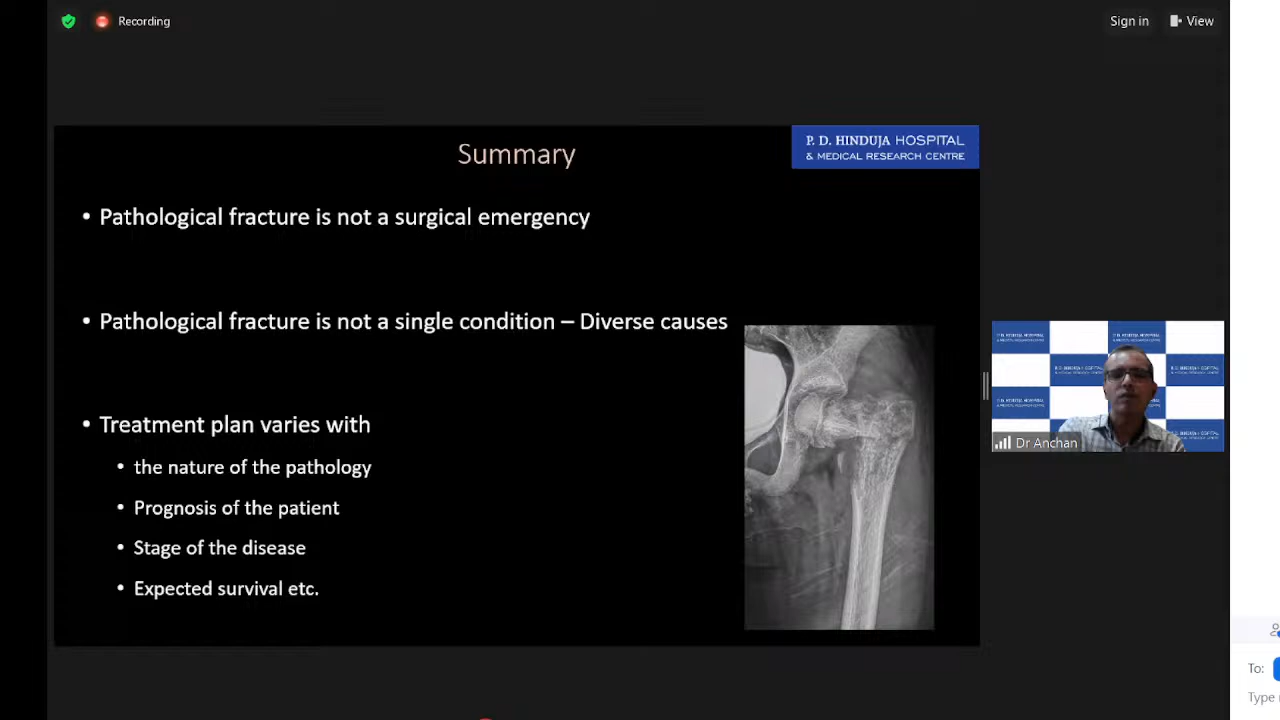 Recording
Sign in
View
Summary
P. D. HINDUJA HOSPITAL
& MEDICAL RESEARCH CENTRE
• Pathological fracture is not a surgical emergency
• Pathological fracture is not a single condition – Diverse causes
• Treatment plan varies with
• the nature of the pathology
• Prognosis of the patient
• Stage of the disease
• Expected survival etc.
Dr Anchan
To:
Type